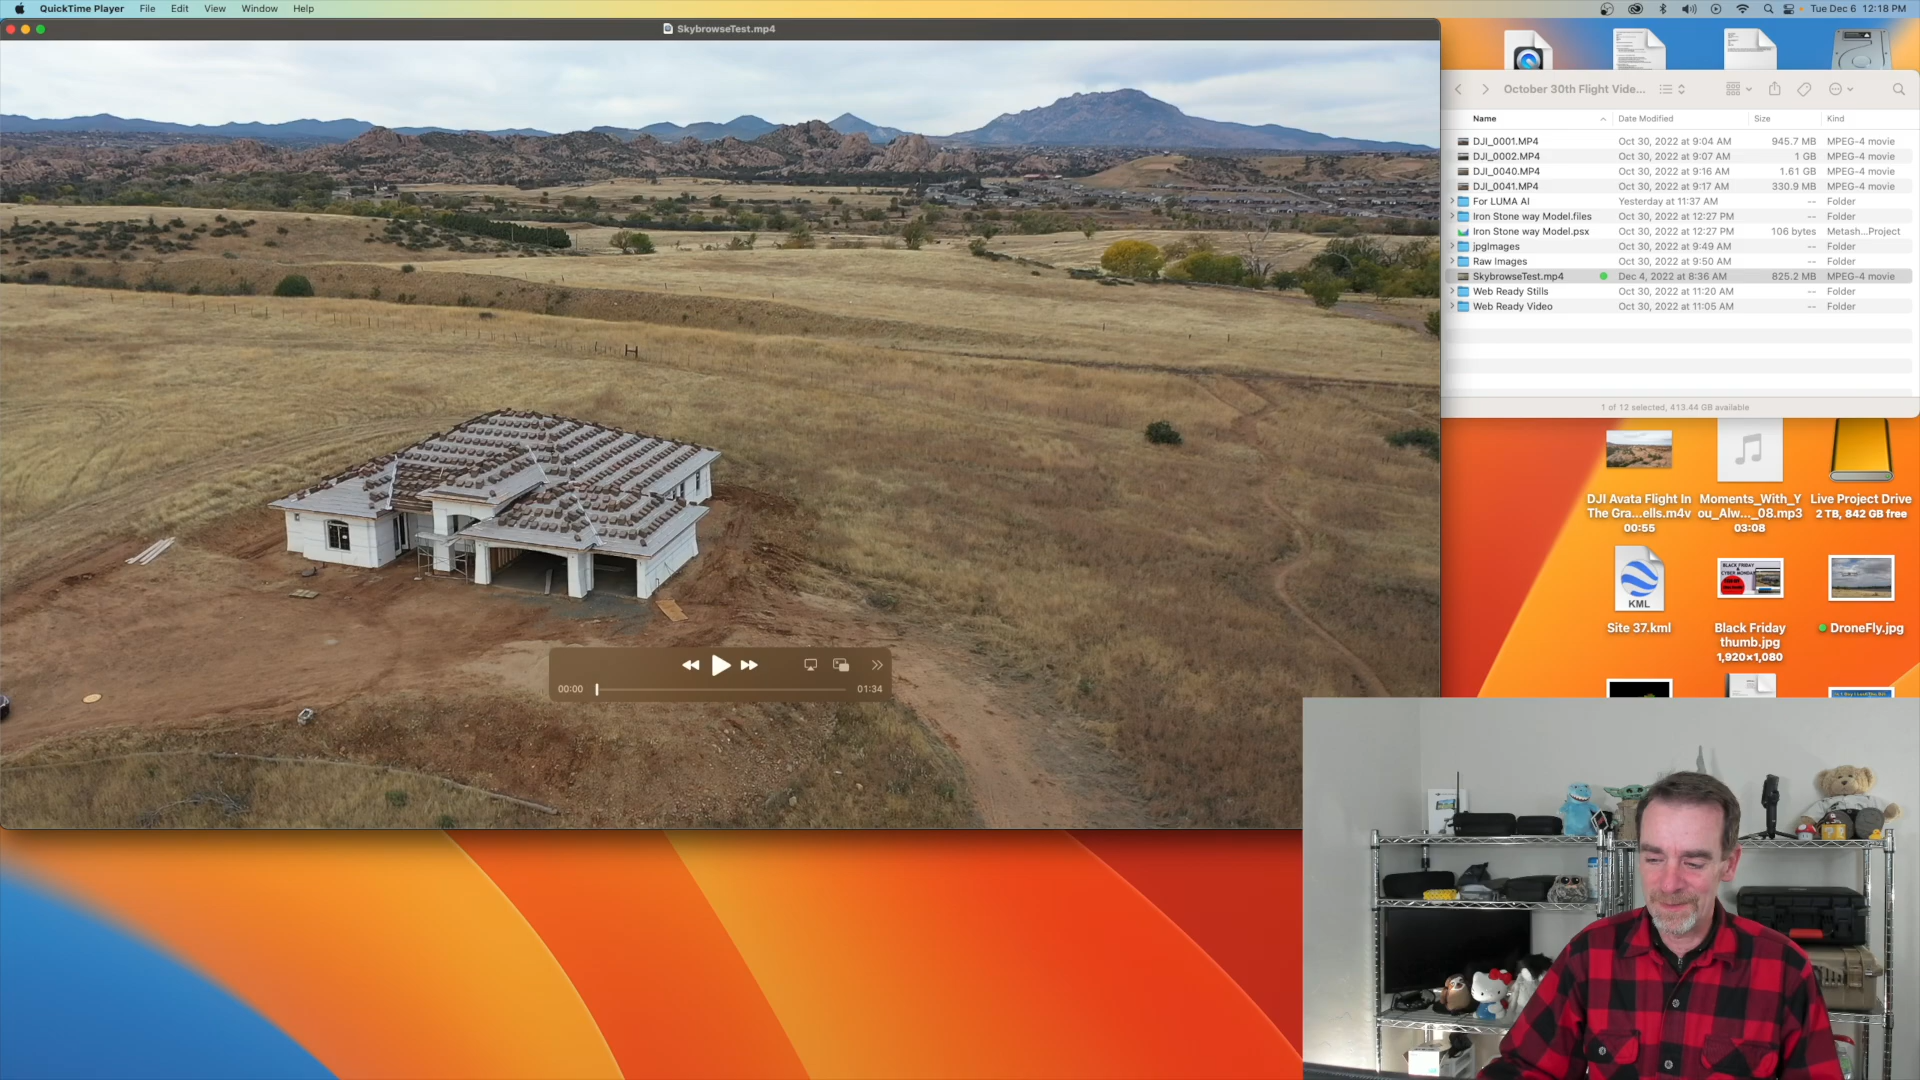 QuickTime Player File Edit View Window Help
Tue Dec 6 12:18 PM
SkybrowseTest.mp4
00:00
01:34
October 30th Flight Vide...
Name Date Modified Size Kind
DJI_0001.MP4 Oct 30, 2022 at 9:04 AM 945.7 MB MPEG-4 movie
DJI_0002.MP4 Oct 30, 2022 at 9:07 AM 1 GB MPEG-4 movie
DJI_0040.MP4 Oct 30, 2022 at 9:16 AM 1.61 GB MPEG-4 movie
DJI_0041.MP4 Oct 30, 2022 at 9:17 AM 330.9 MB MPEG-4 movie
For LUMA AI Yesterday at 11:37 AM -- Folder
Iron Stone way Model.files Oct 30, 2022 at 12:27 PM -- Folder
Iron Stone way Model.psx Oct 30, 2022 at 12:27 PM 106 bytes Metash...Project
jpgImages Oct 30, 2022 at 9:49 AM -- Folder
Raw Images Oct 30, 2022 at 9:50 AM -- Folder
SkybrowseTest.mp4 Dec 4, 2022 at 8:36 AM 825.2 MB MPEG-4 movie
Web Ready Stills Oct 30, 2022 at 11:20 AM -- Folder
Web Ready Video Oct 30, 2022 at 11:05 AM -- Folder
1 of 12 selected, 413.44 GB available
DJI Avata Flight In
The Gra...ells.m4v
00:55
Moments_With_Y
ou_Alw..._08.mp3
03:08
Live Project Drive
2 TB, 842 GB free
KML
Site 37.kml
BLACK FRIDAY
&
CYBER MONDAY
Black Friday
thumb.jpg
1,920×1,080
DroneFly.jpg